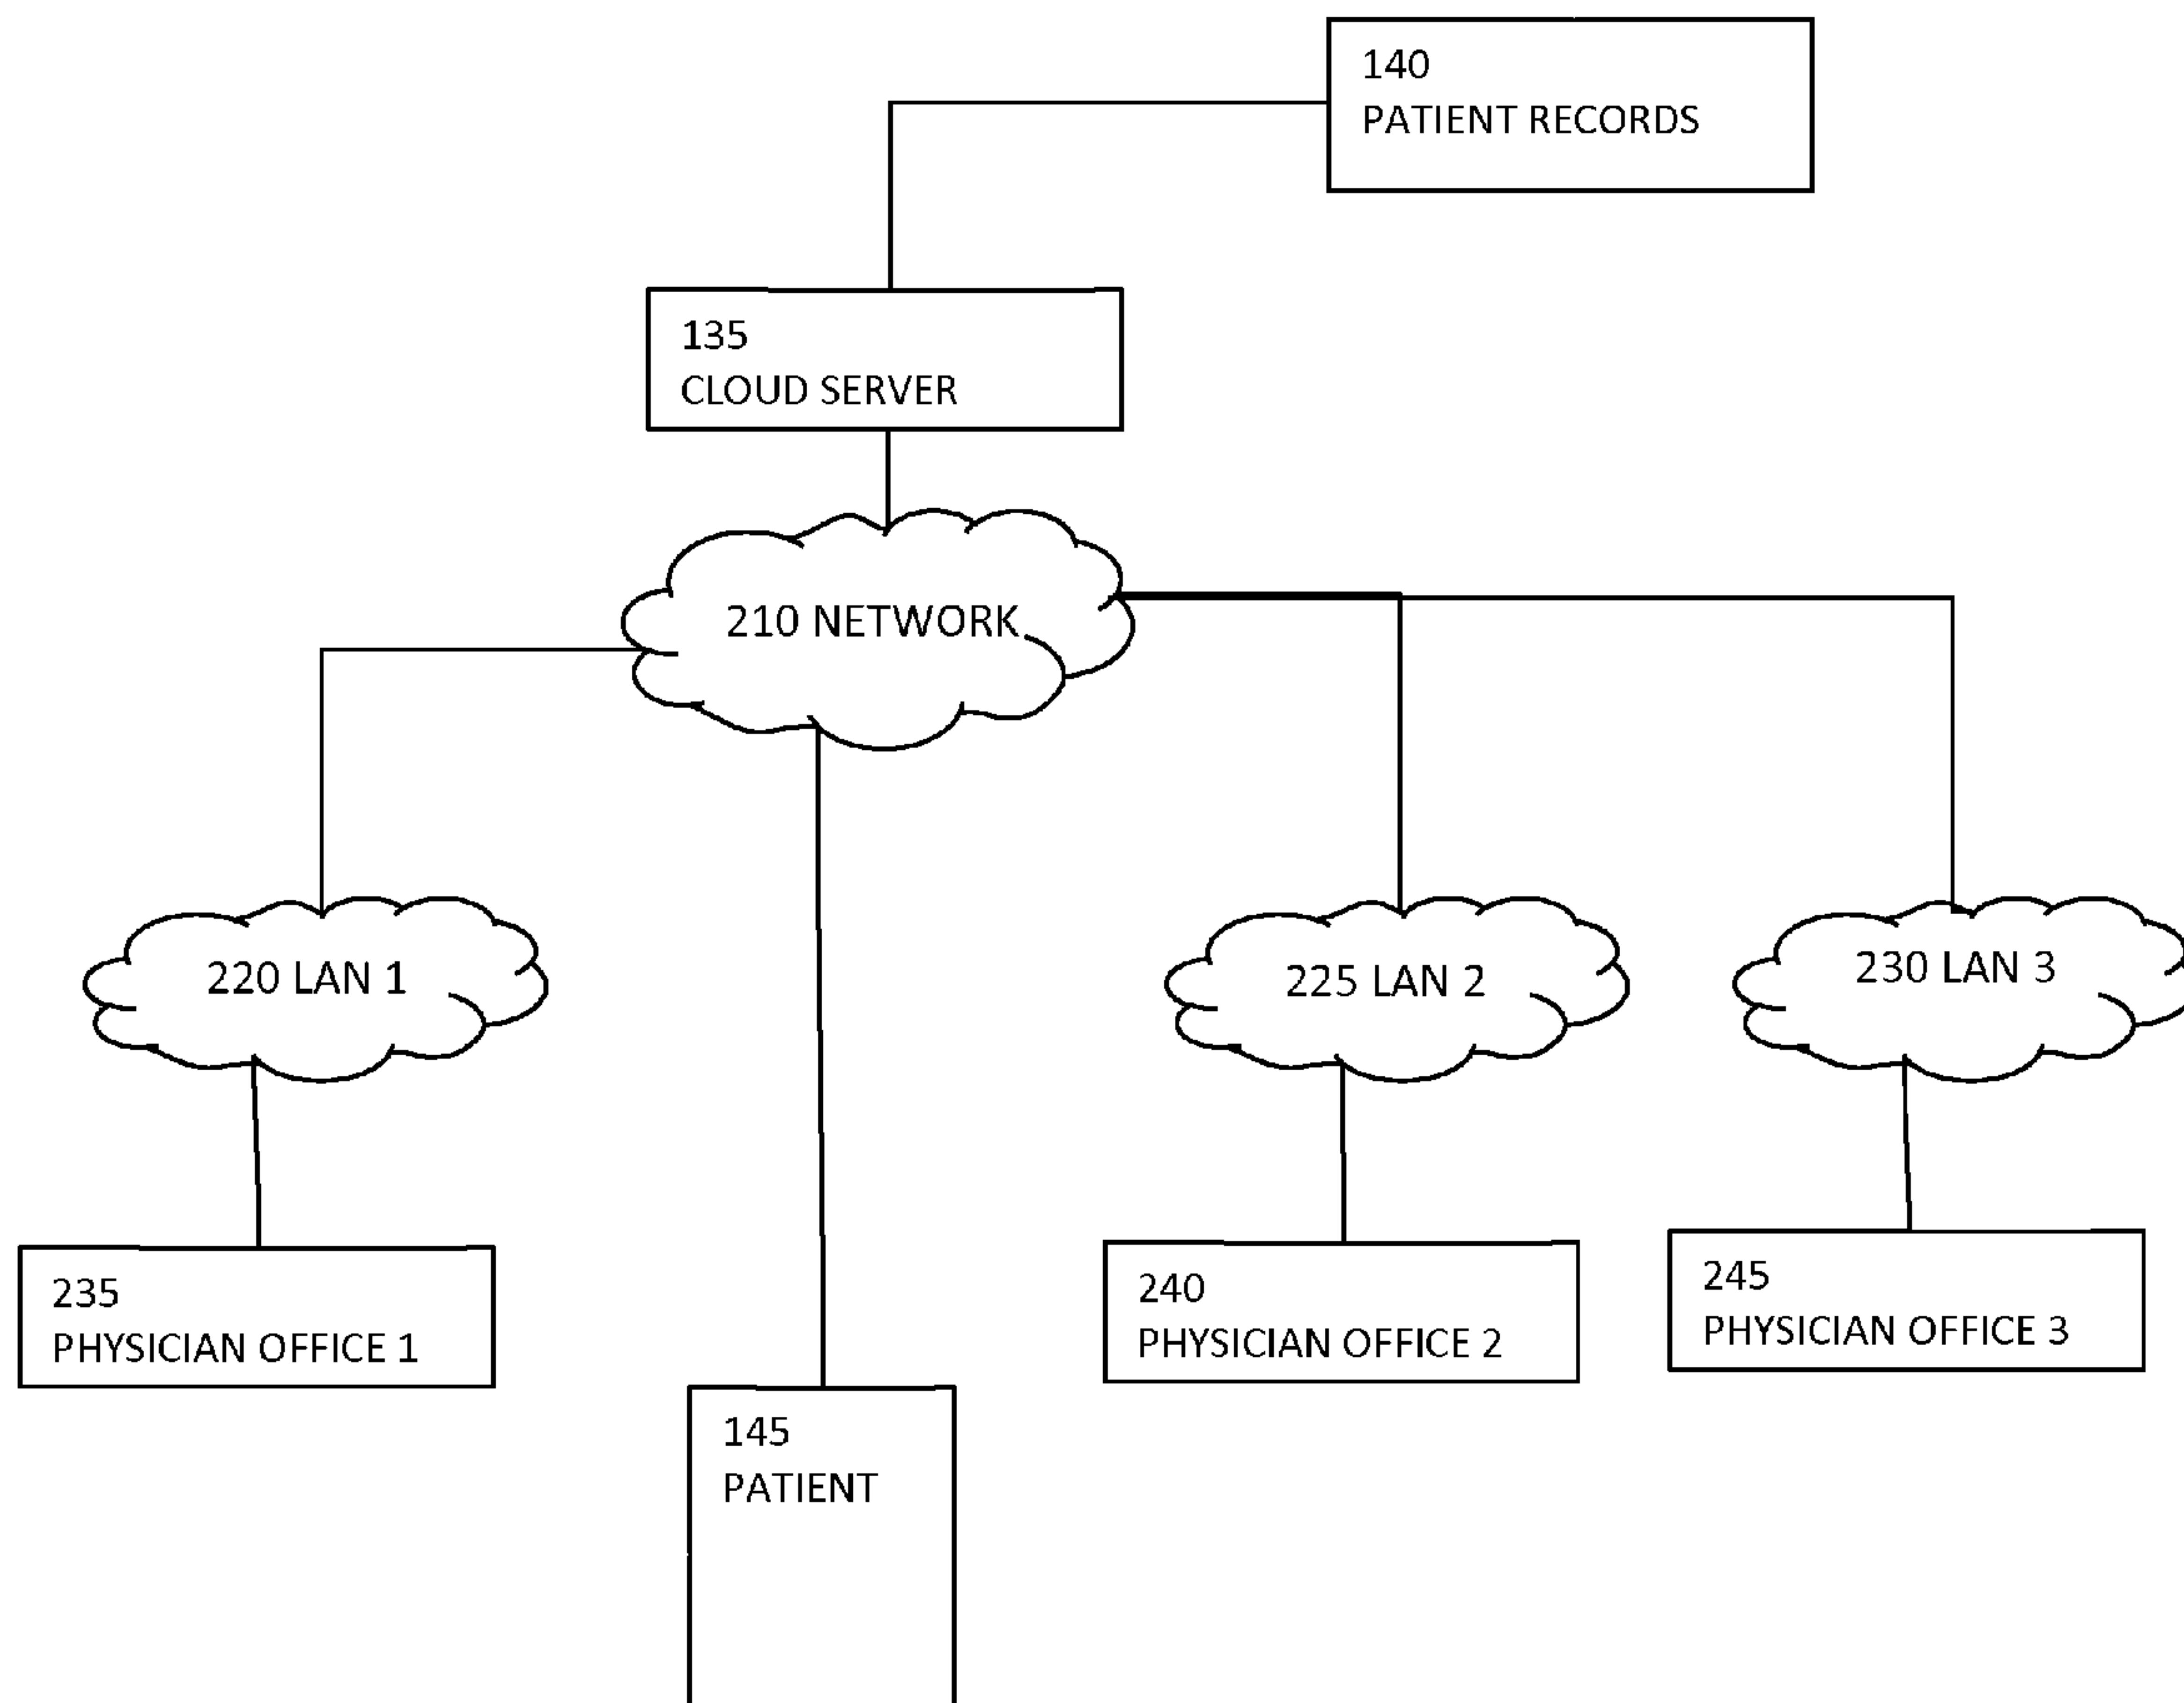 140
PATIENT RECORDS
135
CLOUD SERVER
210 NETWORK
220 LAN 1
225 LAN 2
230 LAN 3
235
PHYSICIAN OFFICE 1
240
PHYSICIAN OFFICE 2
245
PHYSICIAN OFFICE 3
145
PATIENT